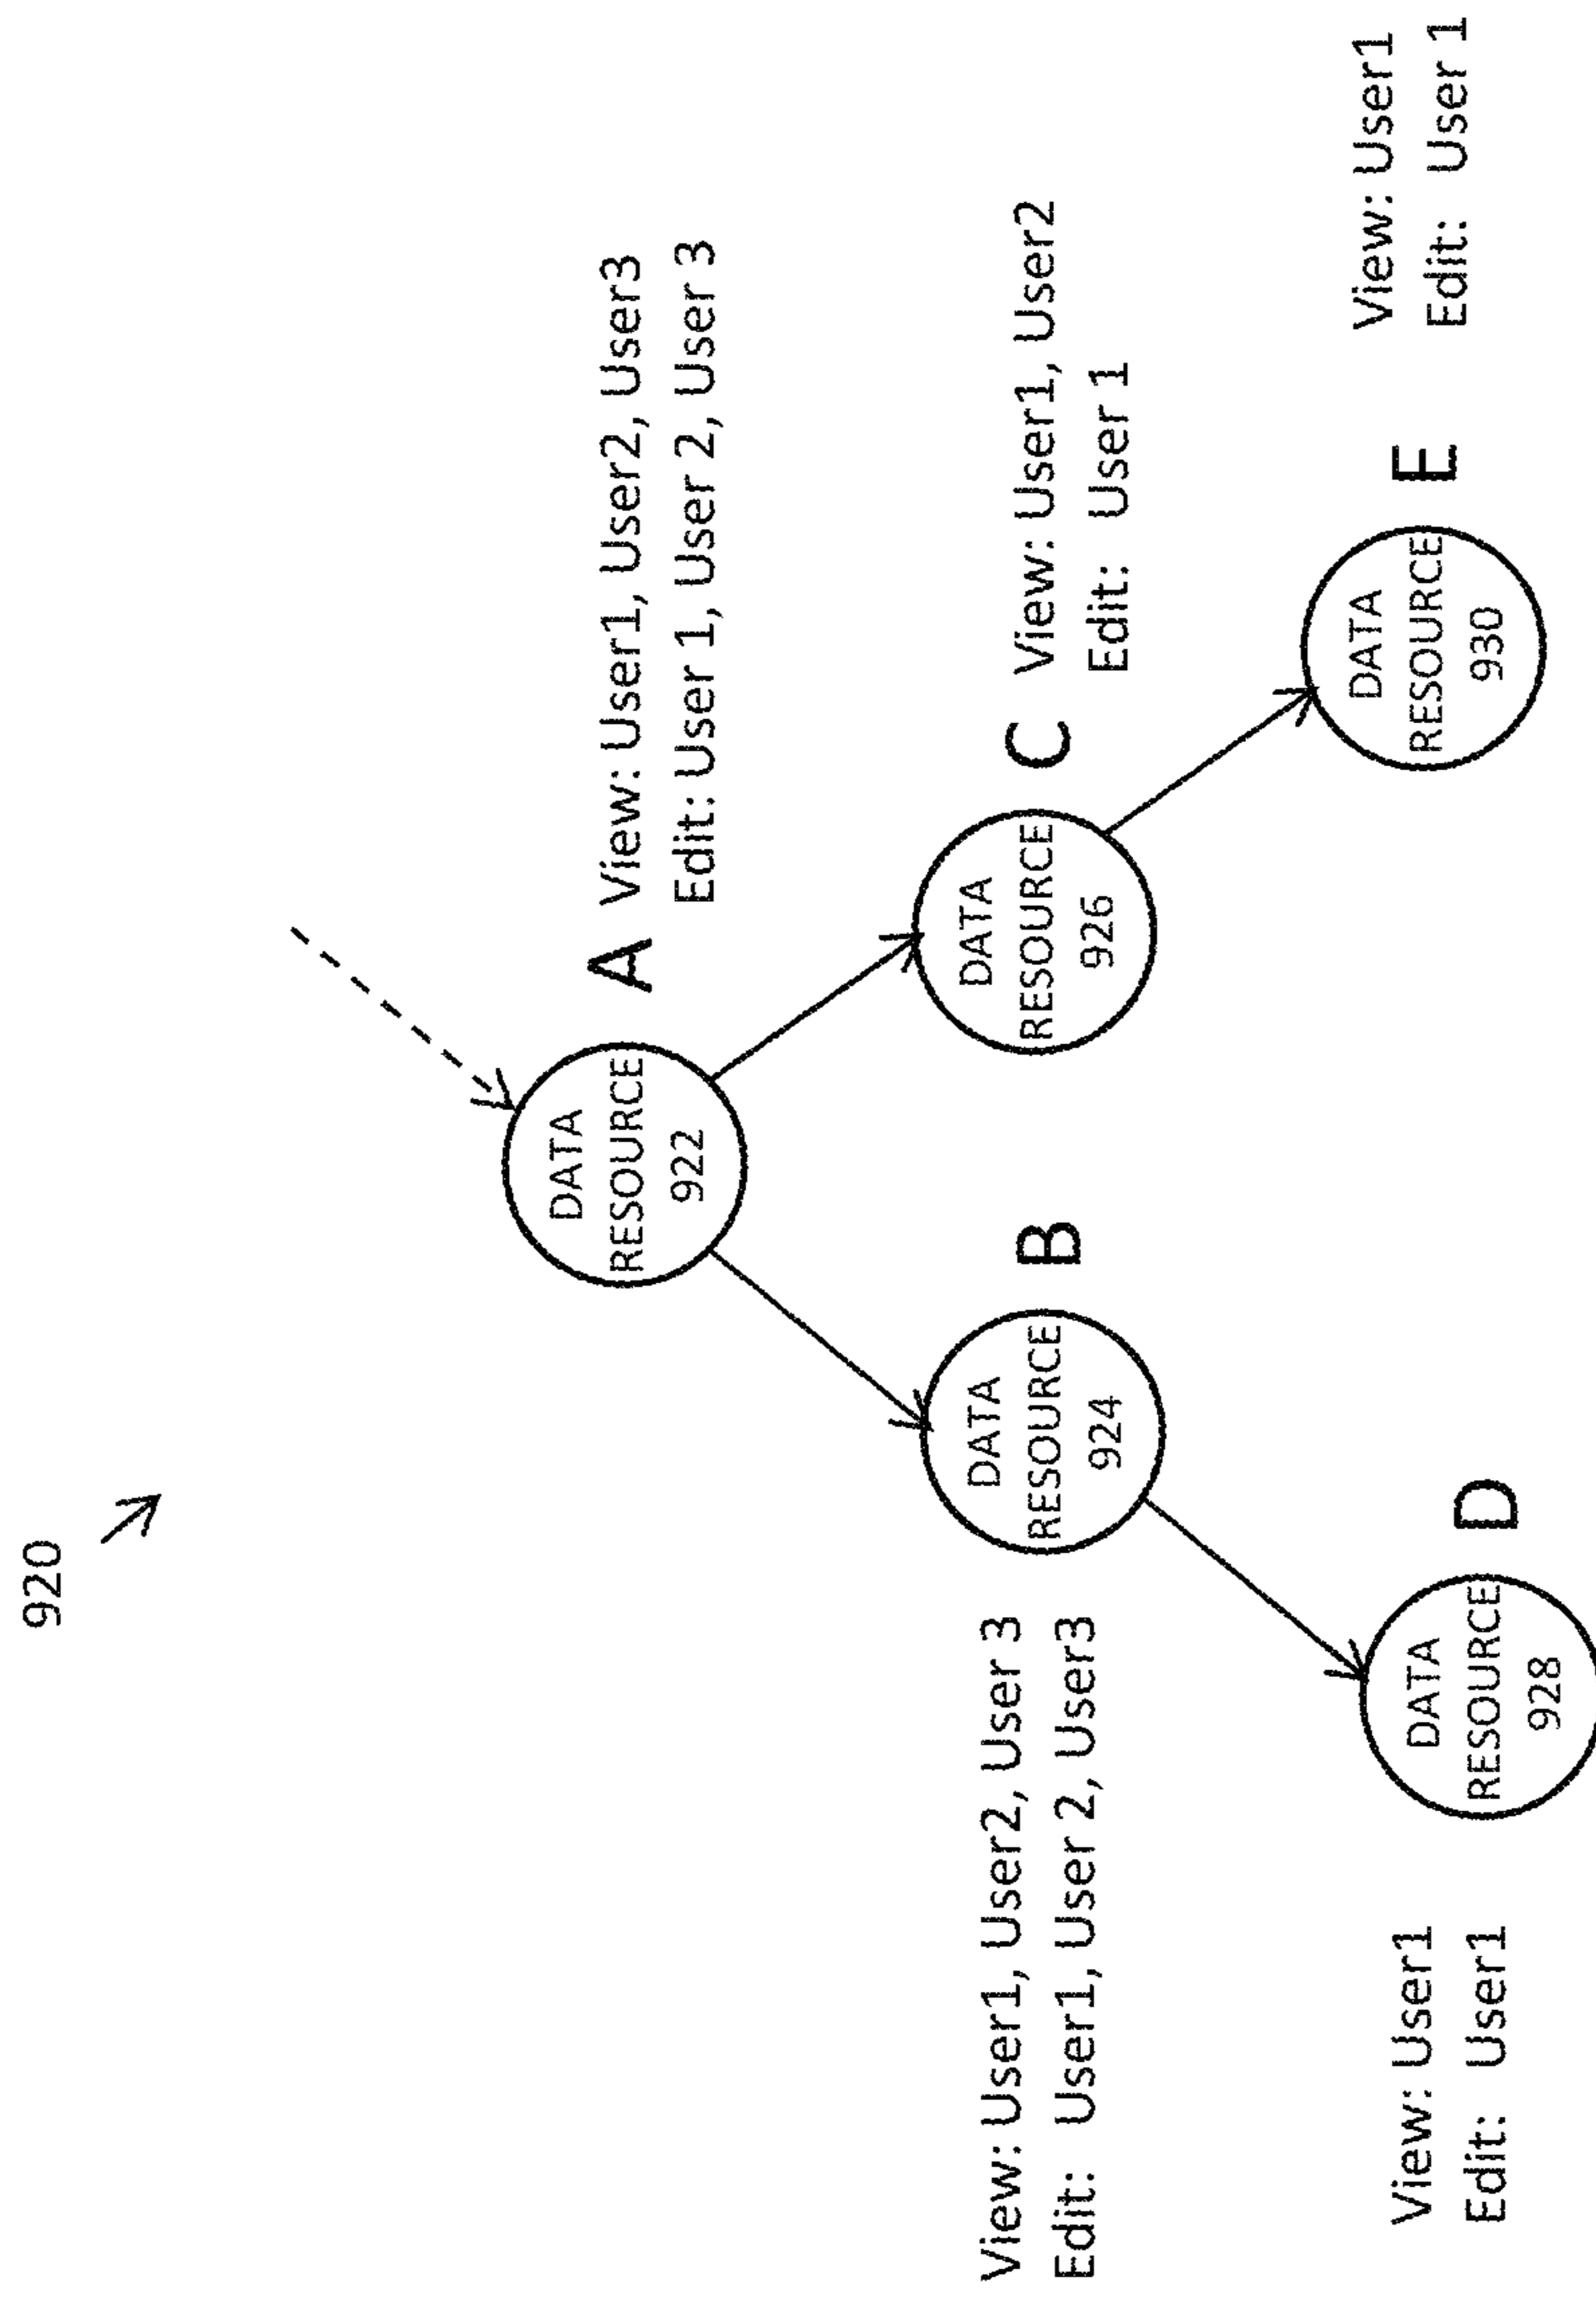 920
DATA
RESOURCE
922
A
View: User1, User2, User3
Edit: User 1, User 2, User 3
View: User1, User2, User 3
Edit: User1, User 2, User3
DATA
RESOURCE
924
B
DATA
RESOURCE
926
C
View: User1, User2
Edit: User 1
View: User1
Edit: User1
DATA
RESOURCE
928
D
DATA
RESOURCE
930
E
View: User1
Edit: User 1